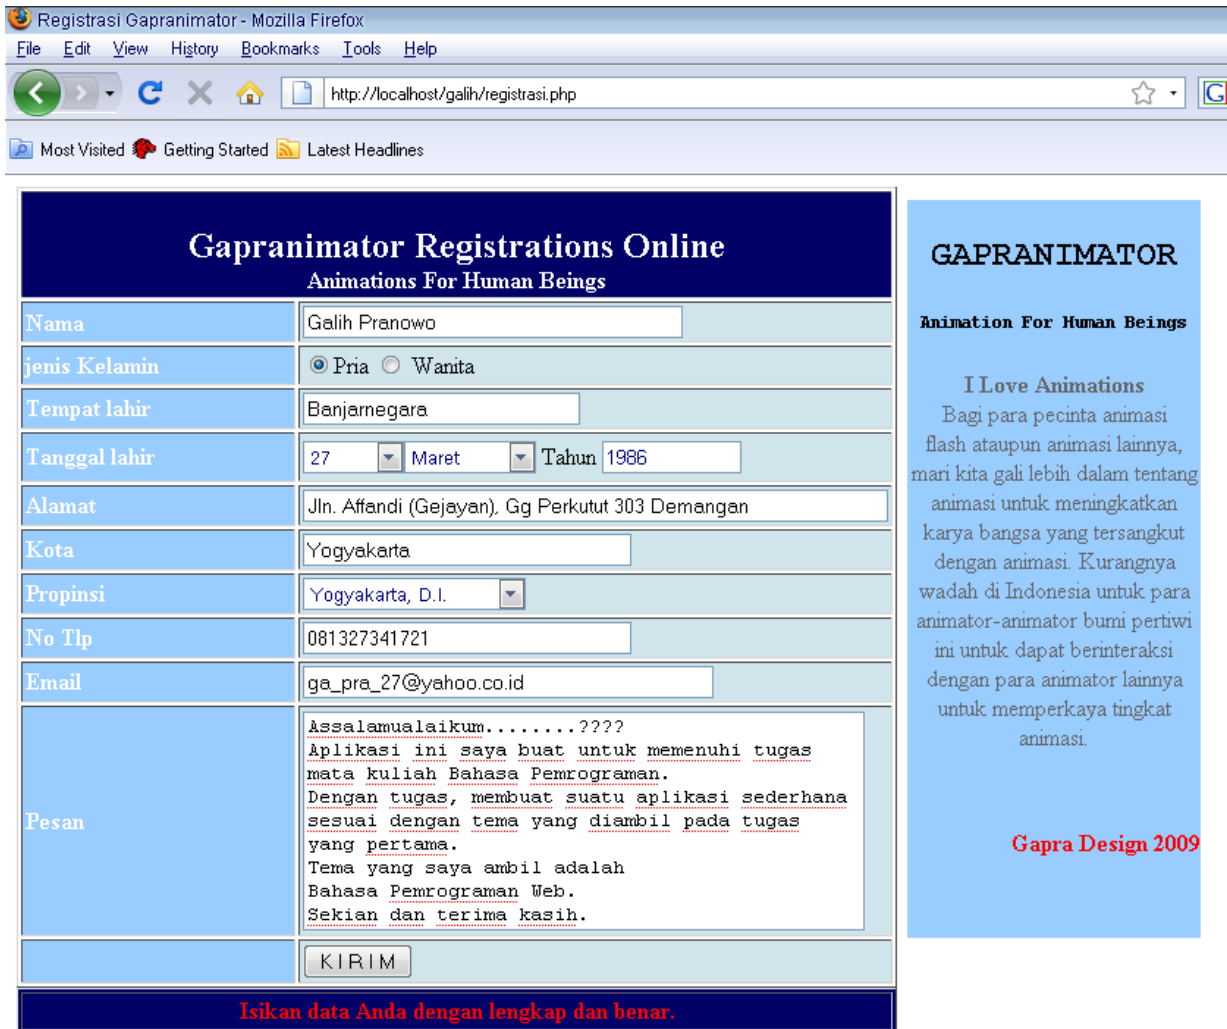 Registrasi Gapranimator - Mozilla Firefox
File Edit View History Bookmarks Tools Help
http://localhost/galih/registrasi.php
G
Most Visited Getting Started Latest Headlines
Gapranimator Registrations Online
Animations For Human Beings
Nama Galih Pranowo
jenis Kelamin Pria Wanita
Tempat lahir Banjarnegara
Tanggal lahir 27 Maret Tahun 1986
Alamat Jln. Affandi (Gejayan), Gg Perkutut 303 Demangan
Kota Yogyakarta
Propinsi Yogyakarta, D.I.
No Tlp 081327341721
Email ga_pra_27@yahoo.co.id
Pesan
Assalamualaikum........????
Aplikasi ini saya buat untuk memenuhi tugas
mata kuliah Bahasa Pemrograman.
Dengan tugas, membuat suatu aplikasi sederhana
sesuai dengan tema yang diambil pada tugas
yang pertama.
Tema yang saya ambil adalah
Bahasa Pemrograman Web.
Sekian dan terima kasih.
K I R I M
Isikan data Anda dengan lengkap dan benar.
GAPRANIMATOR
Animation For Human Beings
I Love Animations
Bagi para pecinta animasi
flash ataupun animasi lainnya,
mari kita gali lebih dalam tentang
animasi untuk meningkatkan
karya bangsa yang tersangkut
dengan animasi. Kurangnya
wadah di Indonesia untuk para
animator-animator bumi pertiwi
ini untuk dapat berinteraksi
dengan para animator lainnya
untuk memperkaya tingkat
animasi.
Gapra Design 2009